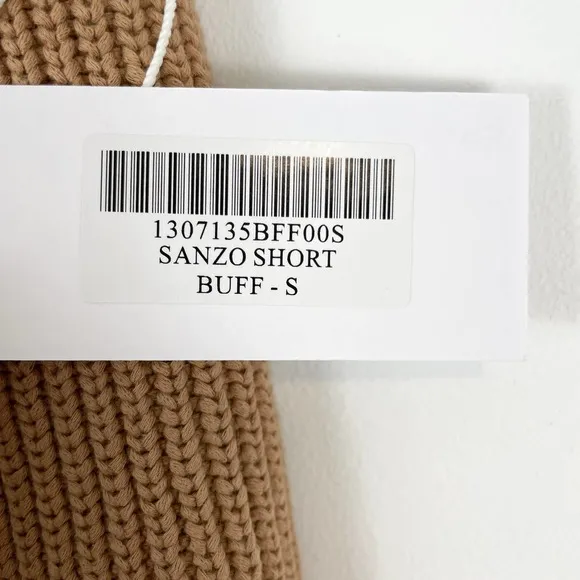 1307135BFF00S
SANZO SHORT
BUFF - S